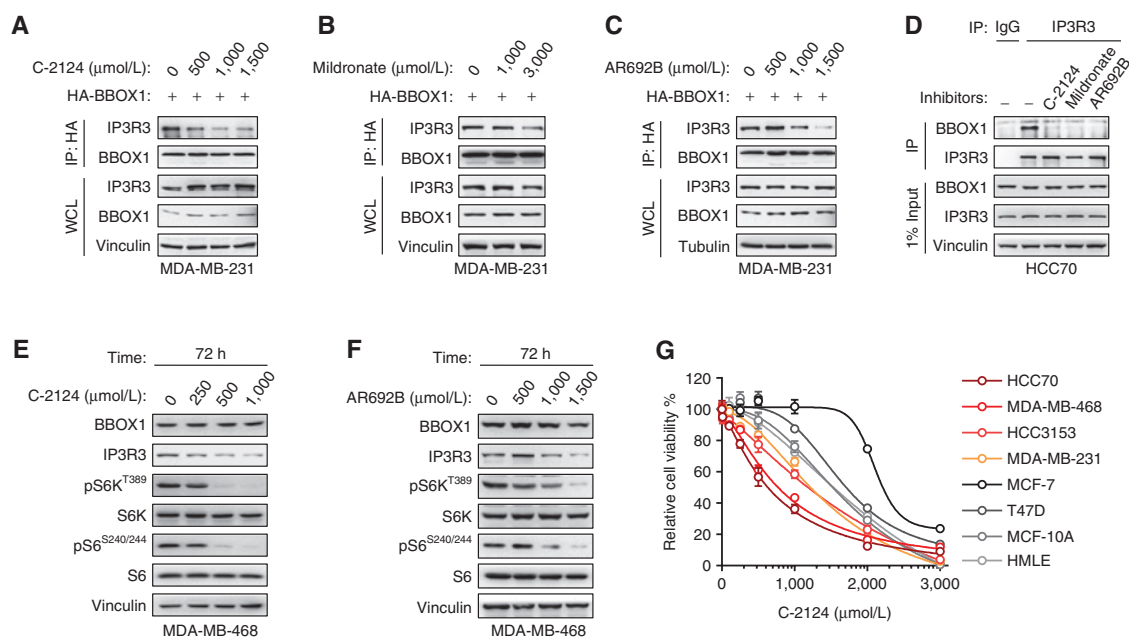 A
C-2124 (μmol/L): 0 500 1,000 1,500
HA-BBOX1: + + + +
IP: HA
IP3R3
BBOX1
WCL
IP3R3
BBOX1
Vinculin
MDA-MB-231
B
Mildronate (μmol/L): 0 1,000 3,000
HA-BBOX1: + + +
IP: HA
IP3R3
BBOX1
WCL
IP3R3
BBOX1
Vinculin
MDA-MB-231
C
AR692B (μmol/L): 0 500 1,000 1,500
HA-BBOX1: + + + +
IP: HA
IP3R3
BBOX1
WCL
IP3R3
BBOX1
Tubulin
MDA-MB-231
D
IP: IgG IP3R3
Inhibitors: – – C-2124 Mildronate AR692B
IP
BBOX1
IP3R3
1% Input
BBOX1
IP3R3
Vinculin
HCC70
E
Time: 72 h
C-2124 (μmol/L): 0 250 500 1,000
BBOX1
IP3R3
pS6K^T389
S6K
pS6^S240/244
S6
Vinculin
MDA-MB-468
F
Time: 72 h
AR692B (μmol/L): 0 500 1,000 1,500
BBOX1
IP3R3
pS6K^T389
S6K
pS6^S240/244
S6
Vinculin
MDA-MB-468
G
Relative cell viability %
120
100
80
60
40
20
0
0 1,000 2,000 3,000
C-2124 (μmol/L)
HCC70
MDA-MB-468
HCC3153
MDA-MB-231
MCF-7
T47D
MCF-10A
HMLE